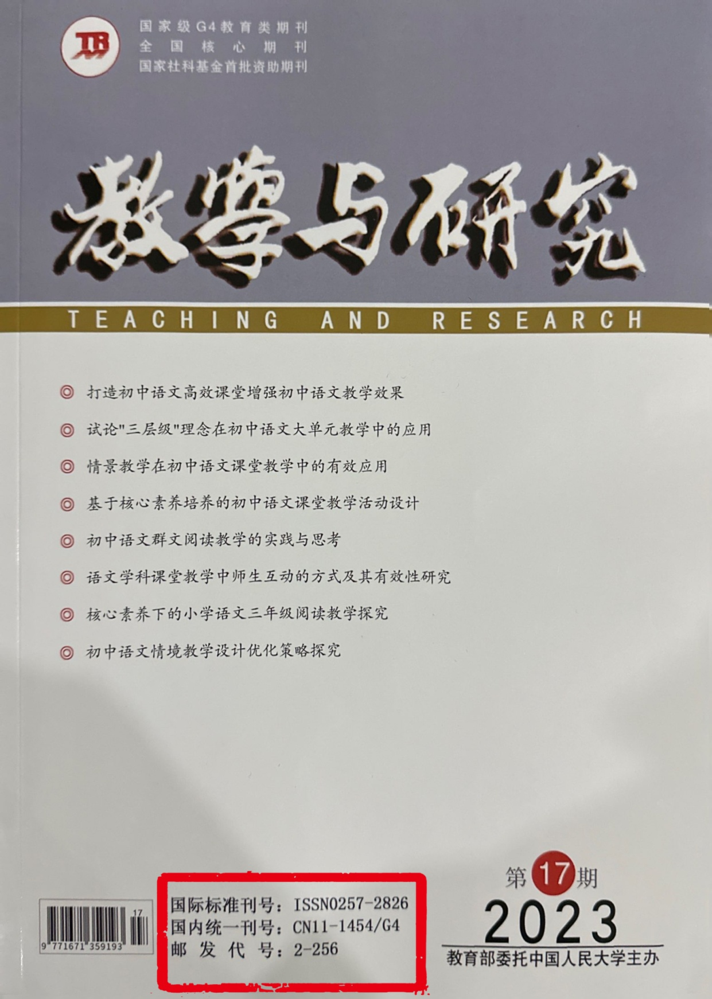 TR
国家级G4教育类期刊
全国核心期刊
国家社科基金首批资助期刊
教学与研究
TEACHING AND RESEARCH
◎ 打造初中语文高效课堂增强初中语文教学效果
◎ 试论"三层级"理念在初中语文大单元教学中的应用
◎ 情景教学在初中语文课堂教学中的有效应用
◎ 基于核心素养培养的初中语文课堂教学活动设计
◎ 初中语文群文阅读教学的实践与思考
◎ 语文学科课堂教学中师生互动的方式及其有效性研究
◎ 核心素养下的小学语文三年级阅读教学探究
◎ 初中语文情境教学设计优化策略探究
17
9 771671 359193
国际标准刊号：ISSN0257-2826
国内统一刊号：CN11-1454/G4
邮发代号：2-256
第17期
2023
教育部委托中国人民大学主办